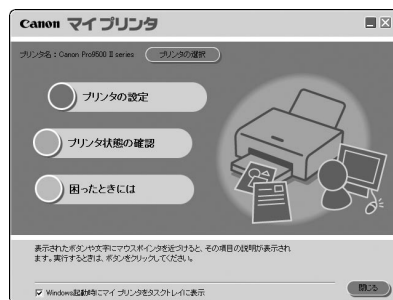 Canon マイプリンタ
プリンタ名：Canon Pro9500 II series プリンタの選択
プリンタの設定
プリンタ状態の確認
困ったときには
表示されたボタンや文字にマウスポインタを近づけると、その項目の説明が表示され
ます。実行するときは、ボタンをクリックしてください。
Windows起動時にマイ プリンタをタスクトレイに表示
閉じる